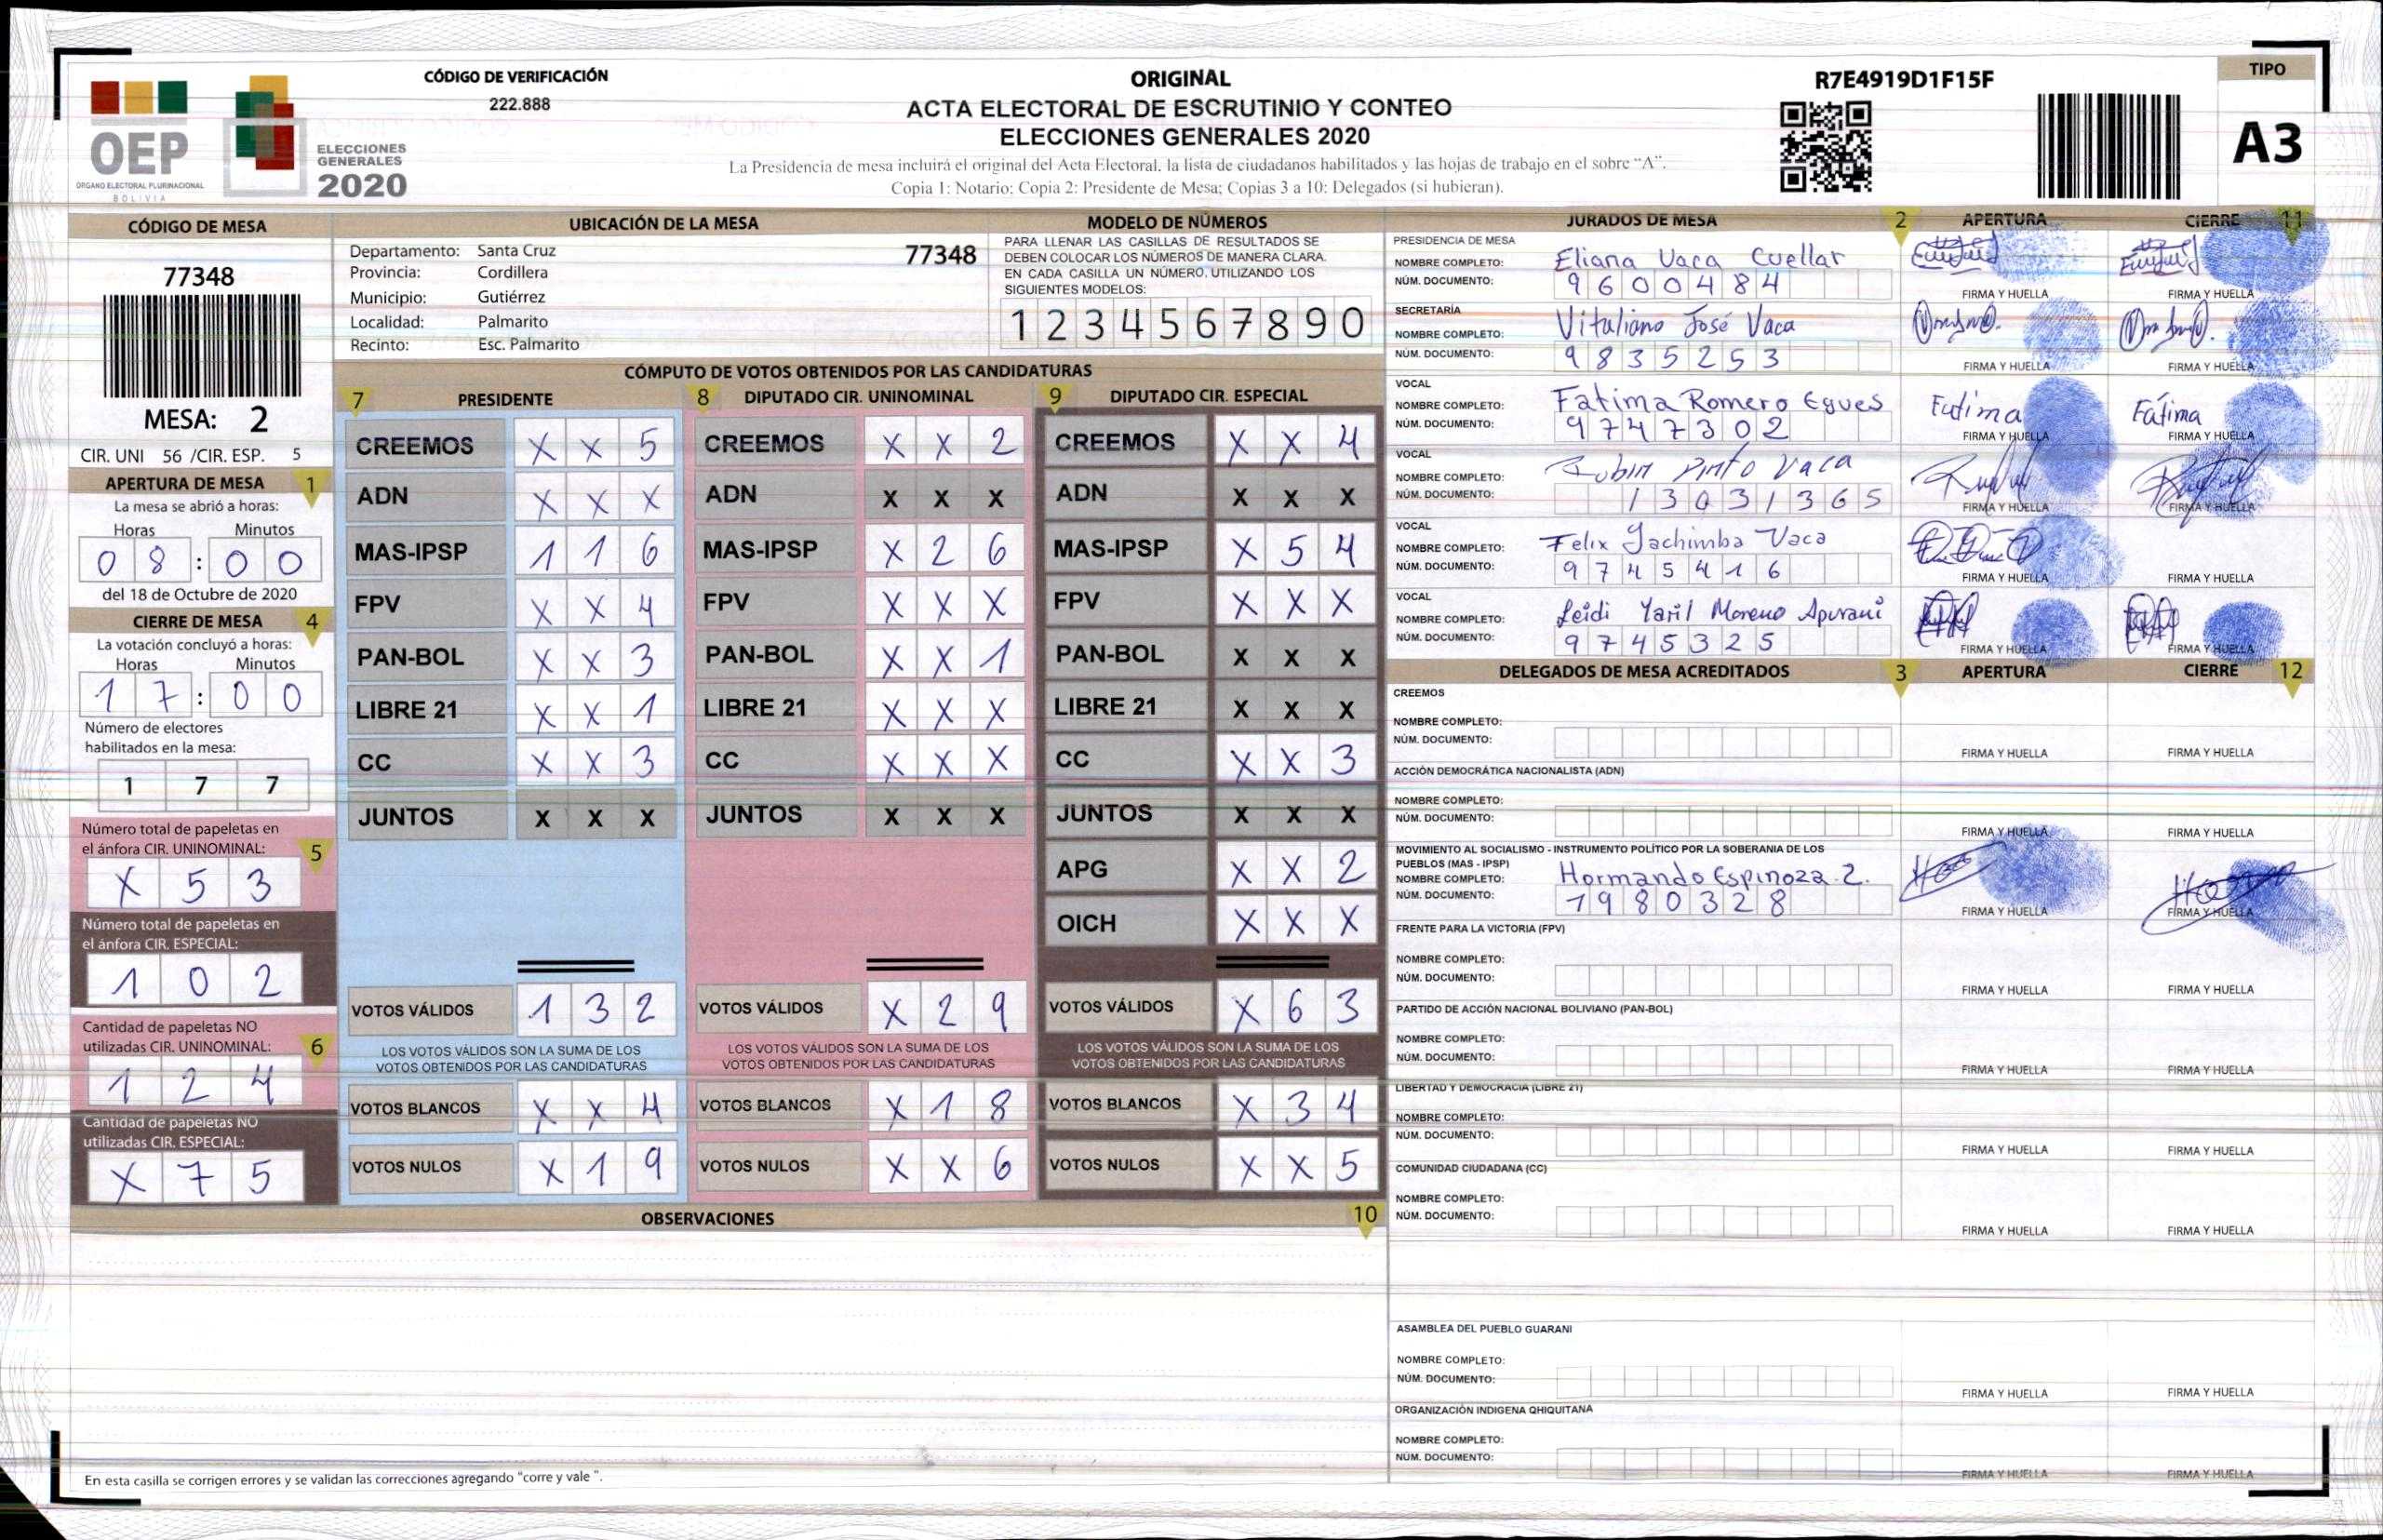 CÓDIGO DE VERIFICACIÓN
222.888
OEP
ORGANO ELECTORAL PLURINACIONAL
BOLIVIA
ELECCIONES
GENERALES
2020
ORIGINAL
ACTA ELECTORAL DE ESCRUTINIO Y CONTEO
ELECCIONES GENERALES 2020
La Presidencia de mesa incluirá el original del Acta Electoral, la lista de ciudadanos habilitados y las hojas de trabajo en el sobre “A”.
Copia 1: Notario; Copia 2: Presidente de Mesa; Copias 3 a 10: Delegados (si hubieran).
R7E4919D1F15F
TIPO
A3
CÓDIGO DE MESA
77348
MESA: 2
CIR. UNI 56 /CIR. ESP. 5
APERTURA DE MESA 1
La mesa se abrió a horas:
Horas Minutos
0 8 : 0 0
del 18 de Octubre de 2020
CIERRE DE MESA 4
La votación concluyó a horas:
Horas Minutos
1 7 : 0 0
Número de electores
habilitados en la mesa:
1 7 7
Número total de papeletas en
el ánfora CIR. UNINOMINAL: 5
X 5 3
Número total de papeletas en
el ánfora CIR. ESPECIAL:
1 0 2
Cantidad de papeletas NO
utilizadas CIR. UNINOMINAL: 6
1 2 4
Cantidad de papeletas NO
utilizadas CIR. ESPECIAL:
X 7 5
UBICACIÓN DE LA MESA
Departamento: Santa Cruz 77348
Provincia: Cordillera
Municipio: Gutiérrez
Localidad: Palmarito
Recinto: Esc. Palmarito
MODELO DE NÚMEROS
PARA LLENAR LAS CASILLAS DE RESULTADOS SE
DEBEN COLOCAR LOS NÚMEROS DE MANERA CLARA.
EN CADA CASILLA UN NÚMERO, UTILIZANDO LOS
SIGUIENTES MODELOS:
1 2 3 4 5 6 7 8 9 0
CÓMPUTO DE VOTOS OBTENIDOS POR LAS CANDIDATURAS
7 PRESIDENTE
CREEMOS X X 5
ADN X X X
MAS-IPSP 1 1 6
FPV X X 4
PAN-BOL X X 3
LIBRE 21 X X 1
CC X X 3
JUNTOS X X X
VOTOS VÁLIDOS 1 3 2
LOS VOTOS VÁLIDOS SON LA SUMA DE LOS
VOTOS OBTENIDOS POR LAS CANDIDATURAS
VOTOS BLANCOS X X 4
VOTOS NULOS X 1 9
8 DIPUTADO CIR. UNINOMINAL
CREEMOS X X 2
ADN X X X
MAS-IPSP X 2 6
FPV X X X
PAN-BOL X X 1
LIBRE 21 X X X
CC X X X
JUNTOS X X X
VOTOS VÁLIDOS X 2 9
LOS VOTOS VÁLIDOS SON LA SUMA DE LOS
VOTOS OBTENIDOS POR LAS CANDIDATURAS
VOTOS BLANCOS X 1 8
VOTOS NULOS X X 6
9 DIPUTADO CIR. ESPECIAL
CREEMOS X X 4
ADN X X X
MAS-IPSP X 5 4
FPV X X X
PAN-BOL X X X
LIBRE 21 X X X
CC X X 3
JUNTOS X X X
APG X X 2
OICH X X X
VOTOS VÁLIDOS X 6 3
LOS VOTOS VÁLIDOS SON LA SUMA DE LOS
VOTOS OBTENIDOS POR LAS CANDIDATURAS
VOTOS BLANCOS X 3 4
VOTOS NULOS X X 5
OBSERVACIONES 10
En esta casilla se corrigen errores y se validan las correcciones agregando "corre y vale ".
JURADOS DE MESA 2 APERTURA CIERRE 11
PRESIDENCIA DE MESA
NOMBRE COMPLETO: Eliana Vaca Cuellar
NÚM. DOCUMENTO: 9 6 0 0 4 8 4
FIRMA Y HUELLA FIRMA Y HUELLA
SECRETARÍA
NOMBRE COMPLETO: Vitaliano José Vaca
NÚM. DOCUMENTO: 9 8 3 5 2 5 3
FIRMA Y HUELLA FIRMA Y HUELLA
VOCAL
NOMBRE COMPLETO: Fatima Romero Egues Fatima Fátima
NÚM. DOCUMENTO: 9 7 4 7 3 0 2
FIRMA Y HUELLA FIRMA Y HUELLA
VOCAL
NOMBRE COMPLETO: Rubin Pinto Vaca
NÚM. DOCUMENTO: 1 3 0 3 1 3 6 5
FIRMA Y HUELLA FIRMA Y HUELLA
VOCAL
NOMBRE COMPLETO: Felix Yachimba Vaca
NÚM. DOCUMENTO: 9 7 4 5 4 1 6
FIRMA Y HUELLA FIRMA Y HUELLA
VOCAL
NOMBRE COMPLETO: Leidi Yaril Moreno Apurani
NÚM. DOCUMENTO: 9 7 4 5 3 2 5
FIRMA Y HUELLA FIRMA Y HUELLA
DELEGADOS DE MESA ACREDITADOS 3 APERTURA CIERRE 12
CREEMOS
NOMBRE COMPLETO:
NÚM. DOCUMENTO:
FIRMA Y HUELLA FIRMA Y HUELLA
ACCIÓN DEMOCRÁTICA NACIONALISTA (ADN)
NOMBRE COMPLETO:
NÚM. DOCUMENTO:
FIRMA Y HUELLA FIRMA Y HUELLA
MOVIMIENTO AL SOCIALISMO - INSTRUMENTO POLÍTICO POR LA SOBERANIA DE LOS
PUEBLOS (MAS - IPSP)
NOMBRE COMPLETO: Hormando Espinoza Z.
NÚM. DOCUMENTO: 1 9 8 0 3 2 8
FIRMA Y HUELLA FIRMA Y HUELLA
FRENTE PARA LA VICTORIA (FPV)
NOMBRE COMPLETO:
NÚM. DOCUMENTO:
FIRMA Y HUELLA FIRMA Y HUELLA
PARTIDO DE ACCIÓN NACIONAL BOLIVIANO (PAN-BOL)
NOMBRE COMPLETO:
NÚM. DOCUMENTO:
FIRMA Y HUELLA FIRMA Y HUELLA
LIBERTAD Y DEMOCRACIA (LIBRE 21)
NOMBRE COMPLETO:
NÚM. DOCUMENTO:
FIRMA Y HUELLA FIRMA Y HUELLA
COMUNIDAD CIUDADANA (CC)
NOMBRE COMPLETO:
NÚM. DOCUMENTO:
FIRMA Y HUELLA FIRMA Y HUELLA
ASAMBLEA DEL PUEBLO GUARANI
NOMBRE COMPLETO:
NÚM. DOCUMENTO:
FIRMA Y HUELLA FIRMA Y HUELLA
ORGANIZACIÓN INDIGENA QHIQUITANA
NOMBRE COMPLETO:
NÚM. DOCUMENTO:
FIRMA Y HUELLA FIRMA Y HUELLA